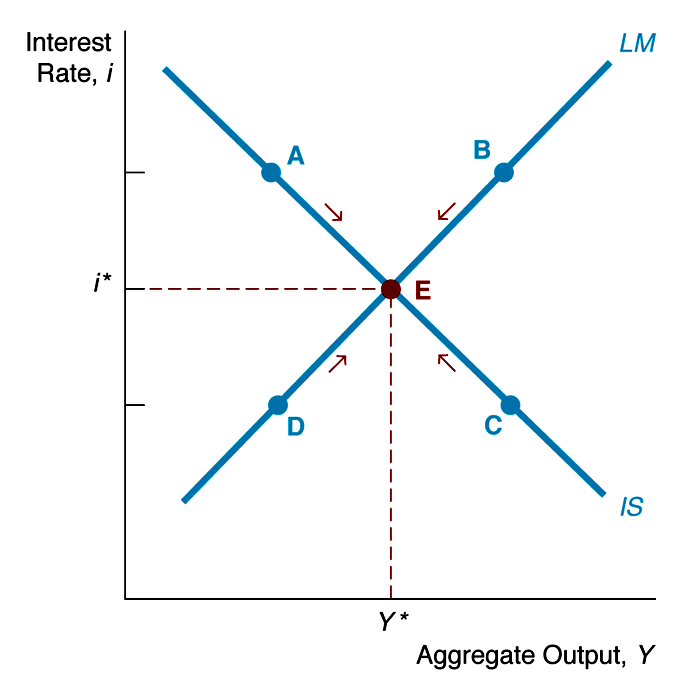 Interest
Rate, i
LM
A
B
i*
E
D
C
IS
Y*
Aggregate Output, Y